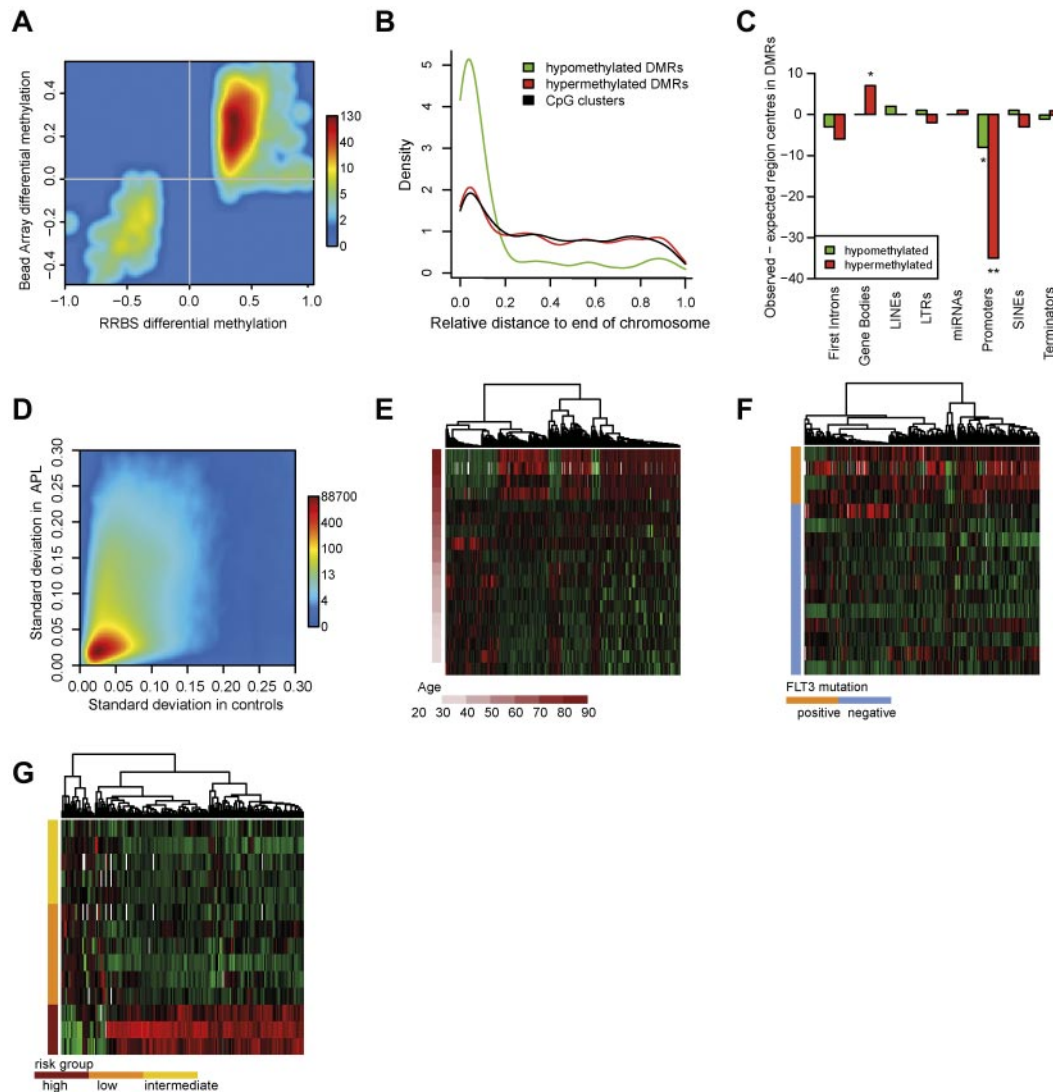 A
Bead Array differential methylation
0.4
0.2
0.0
−0.2
−0.4
−1.0 −0.5 0.0 0.5 1.0
RRBS differential methylation
130
40
10
5
2
0
B
Density
5
4
3
2
1
0
hypomethylated DMRs
hypermethylated DMRs
CpG clusters
0.0 0.2 0.4 0.6 0.8 1.0
Relative distance to end of chromosome
C
Observed − expected region centres in DMRs
10
0
−10
−20
−30
−40
*
*
**
hypomethylated
hypermethylated
First Introns
Gene Bodies
LINEs
LTRs
miRNAs
Promoters
SINEs
Terminators
D
Standard deviation in APL
0.30
0.25
0.20
0.15
0.10
0.05
0.00
0.00 0.05 0.10 0.15 0.20 0.30
Standard deviation in controls
88700
400
100
13
4
0
E
Age
20 30 40 50 60 70 80 90
F
FLT3 mutation
positive negative
G
risk group
high low intermediate